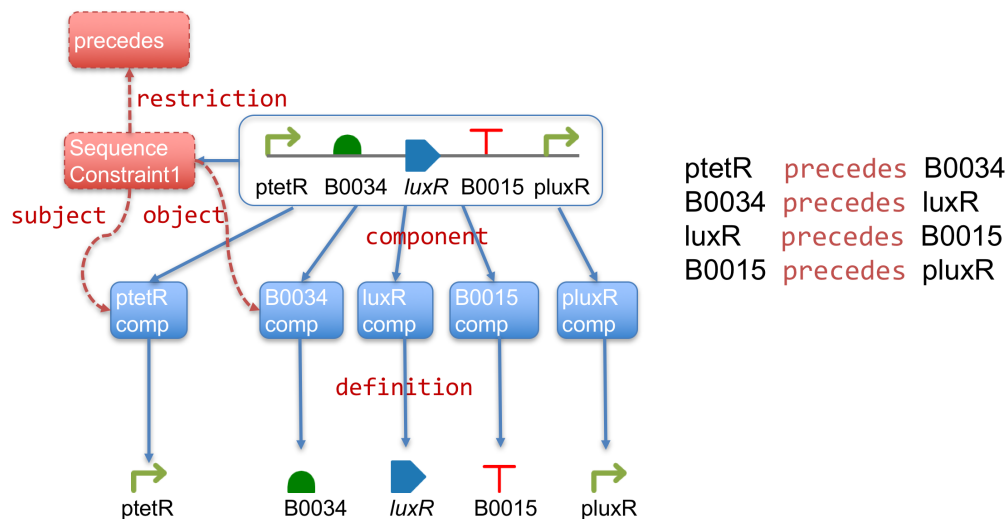 precedes
restriction
Sequence
Constraint1
ptetR B0034 luxR B0015 pluxR
subject object
component
ptetR
comp
B0034
comp
luxR
comp
B0015
comp
pluxR
comp
definition
ptetR B0034 luxR B0015 pluxR
ptetR precedes B0034
B0034 precedes luxR
luxR precedes B0015
B0015 precedes pluxR